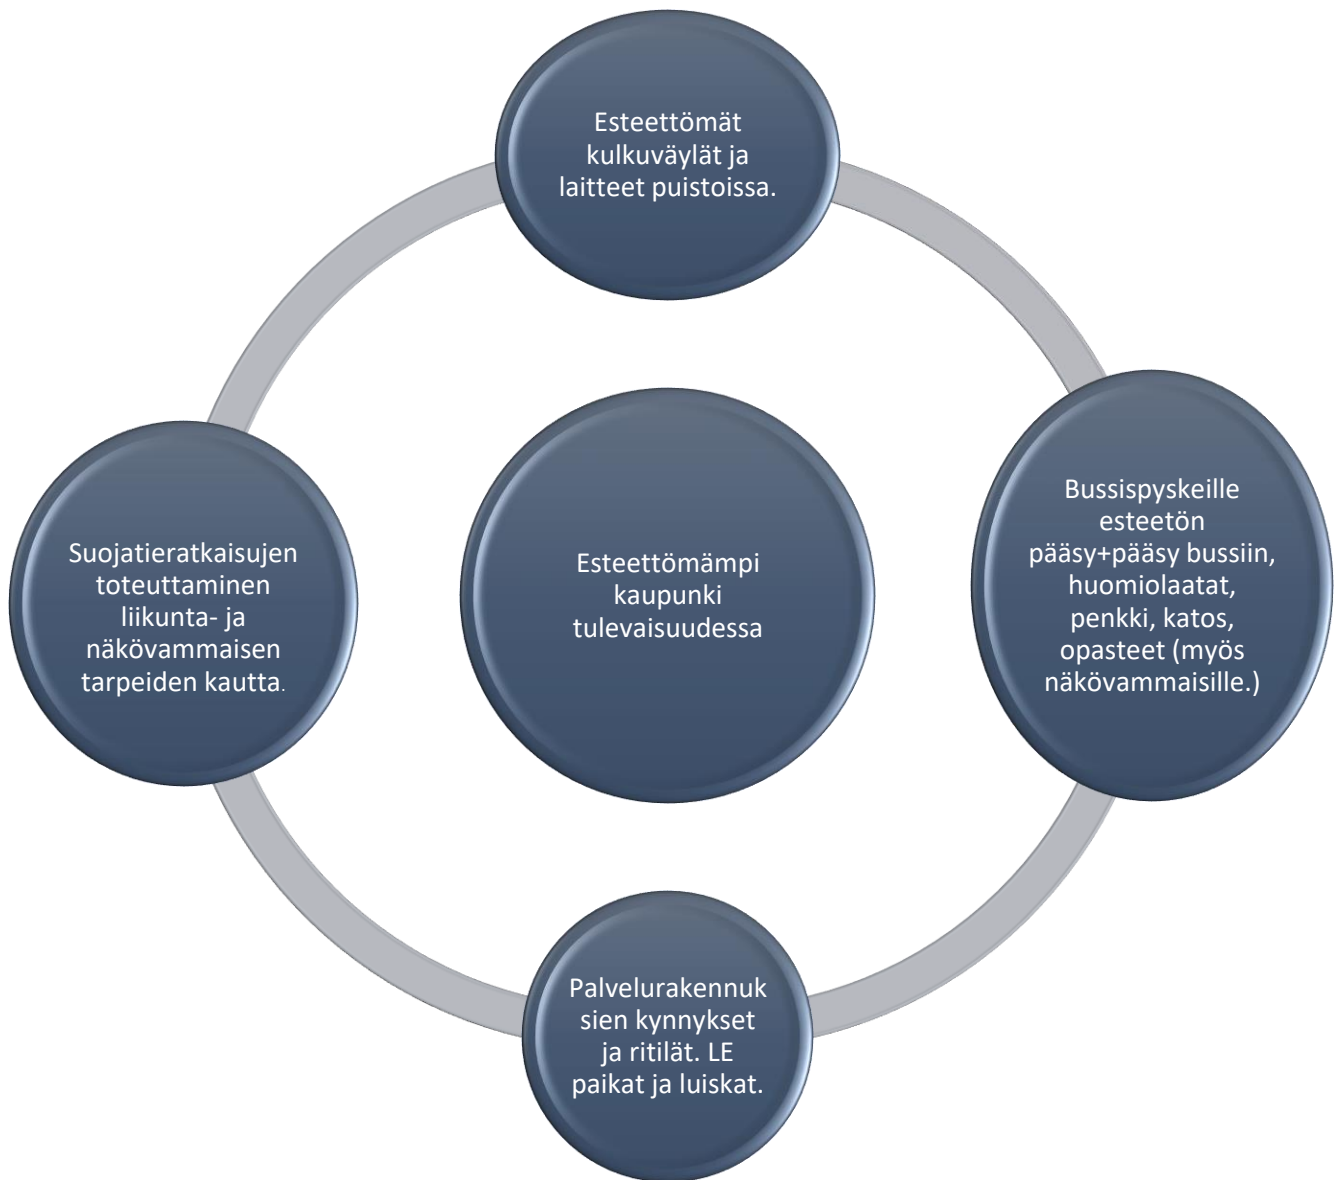 Esteettömät
kulkuväylät ja
laitteet puistoissa.
Bussispyskeille
esteetön
pääsy+pääsy bussiin,
huomiolaatat,
penkki, katos,
opasteet (myös
näkövammaisille.)
Suojatieratkaisujen
toteuttaminen
liikunta- ja
näkövammaisen
tarpeiden kautta.
Esteettömämpi
kaupunki
tulevaisuudessa
Palvelurakennuk
sien kynnykset
ja ritilät. LE
paikat ja luiskat.